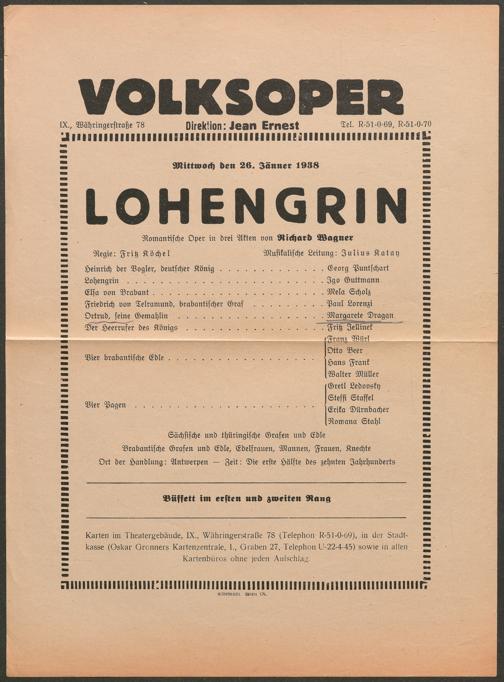 VOLKSOPER
IX., Währingerstraße 78 Direktion: Jean Ernest Tel. R-51-0-69, R-51-0-70
Mittwoch den 26. Jänner 1938
LOHENGRIN
Romantische Oper in drei Akten von Richard Wagner
Regie: Fritz Köchel Musikalische Leitung: Julius Katay
Heinrich der Vogler, deutscher König . . . . . . . . . . . Georg Puntschart
Lohengrin . . . . . . . . . . . Igo Guttmann
Elsa von Brabant . . . . . . . . . . . Mela Scholz
Friedrich von Telramund, brabantischer Graf . . . . . . . . Paul Lorenzi
Ortrud, seine Gemahlin . . . . . . . . . . . Margarete Dragan
Der Heerrufer des Königs . . . . . . . . . . . Fritz Jellinek
Vier brabantische Edle . . . . . . . . . . . Franz Würl
Otto Beer
Hans Frank
Walter Müller
Vier Pagen . . . . . . . . . . . Gretl Ledovsky
Steffi Staffel
Erika Dürnbacher
Romana Stahl
Sächsische und thüringische Grafen und Edle
Brabantische Grafen und Edle, Edelfrauen, Mannen, Frauen, Knechte
Ort der Handlung: Antwerpen — Zeit: Die erste Hälfte des zehnten Jahrhunderts
Büffett im ersten und zweiten Rang
Karten im Theatergebäude, IX., Währingerstraße 78 (Telephon R-51-0-69), in der Stadt-
kasse (Oskar Gronners Kartenzentrale, I., Graben 27, Telephon U-22-4-45) sowie in allen
Kartenbüros ohne jeden Aufschlag.